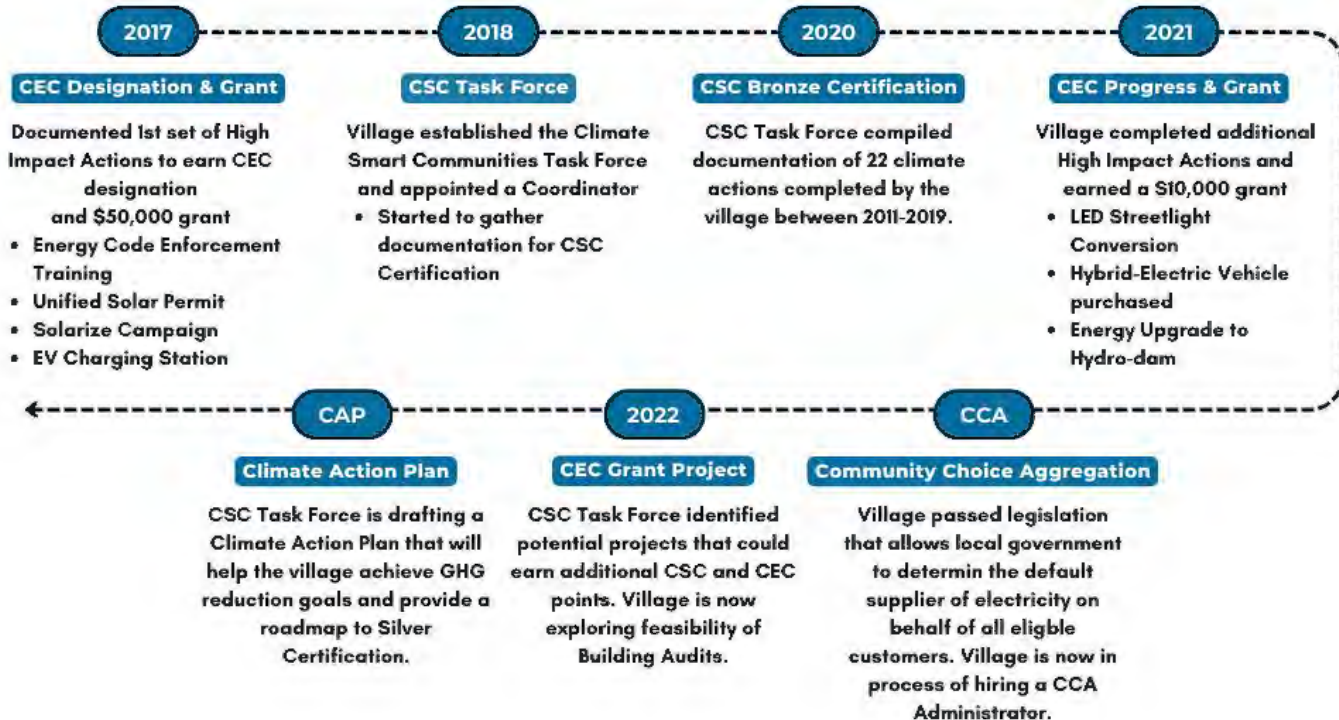 2017
CEC Designation & Grant
Documented 1st set of High
Impact Actions to earn CEC
designation
and $50,000 grant
• Energy Code Enforcement
Training
• Unified Solar Permit
• Solarize Campaign
• EV Charging Station
2018
CSC Task Force
Village established the Climate
Smart Communities Task Force
and appointed a Coordinator
• Started to gather
documentation for CSC
Certification
2020
CSC Bronze Certification
CSC Task Force compiled
documentation of 22 climate
actions completed by the
village between 2011-2019.
2021
CEC Progress & Grant
Village completed additional
High Impact Actions and
earned a $10,000 grant
• LED Streetlight
Conversion
• Hybrid-Electric Vehicle
purchased
• Energy Upgrade to
Hydro-dam
CCA
Community Choice Aggregation
Village passed legislation
that allows local government
to determin the default
supplier of electricity on
behalf of all eligble
customers. Village is now in
process of hiring a CCA
Administrator.
2022
CEC Grant Project
CSC Task Force identified
potential projects that could
earn additional CSC and CEC
points. Village is now
exploring feasibility of
Building Audits.
CAP
Climate Action Plan
CSC Task Force is drafting a
Climate Action Plan that will
help the village achieve GHG
reduction goals and provide a
roadmap to Silver
Certification.